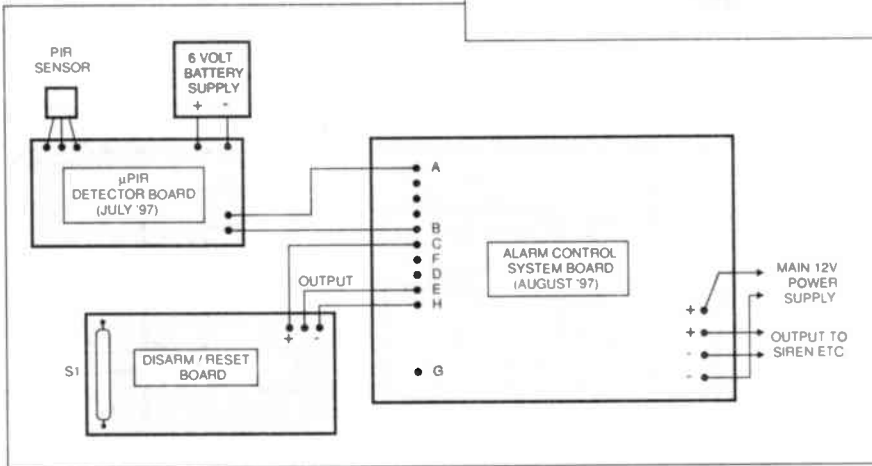 PIR
SENSOR
6 VOLT
BATTERY
SUPPLY
+ -
µPIR
DETECTOR BOARD
(JULY '97)
A
B
C
F
D
E
H
G
OUTPUT
+ -
S1
DISARM / RESET
BOARD
ALARM CONTROL
SYSTEM BOARD
(AUGUST '97)
+
+
-
-
MAIN 12V
POWER
SUPPLY
OUTPUT TO
SIREN ETC